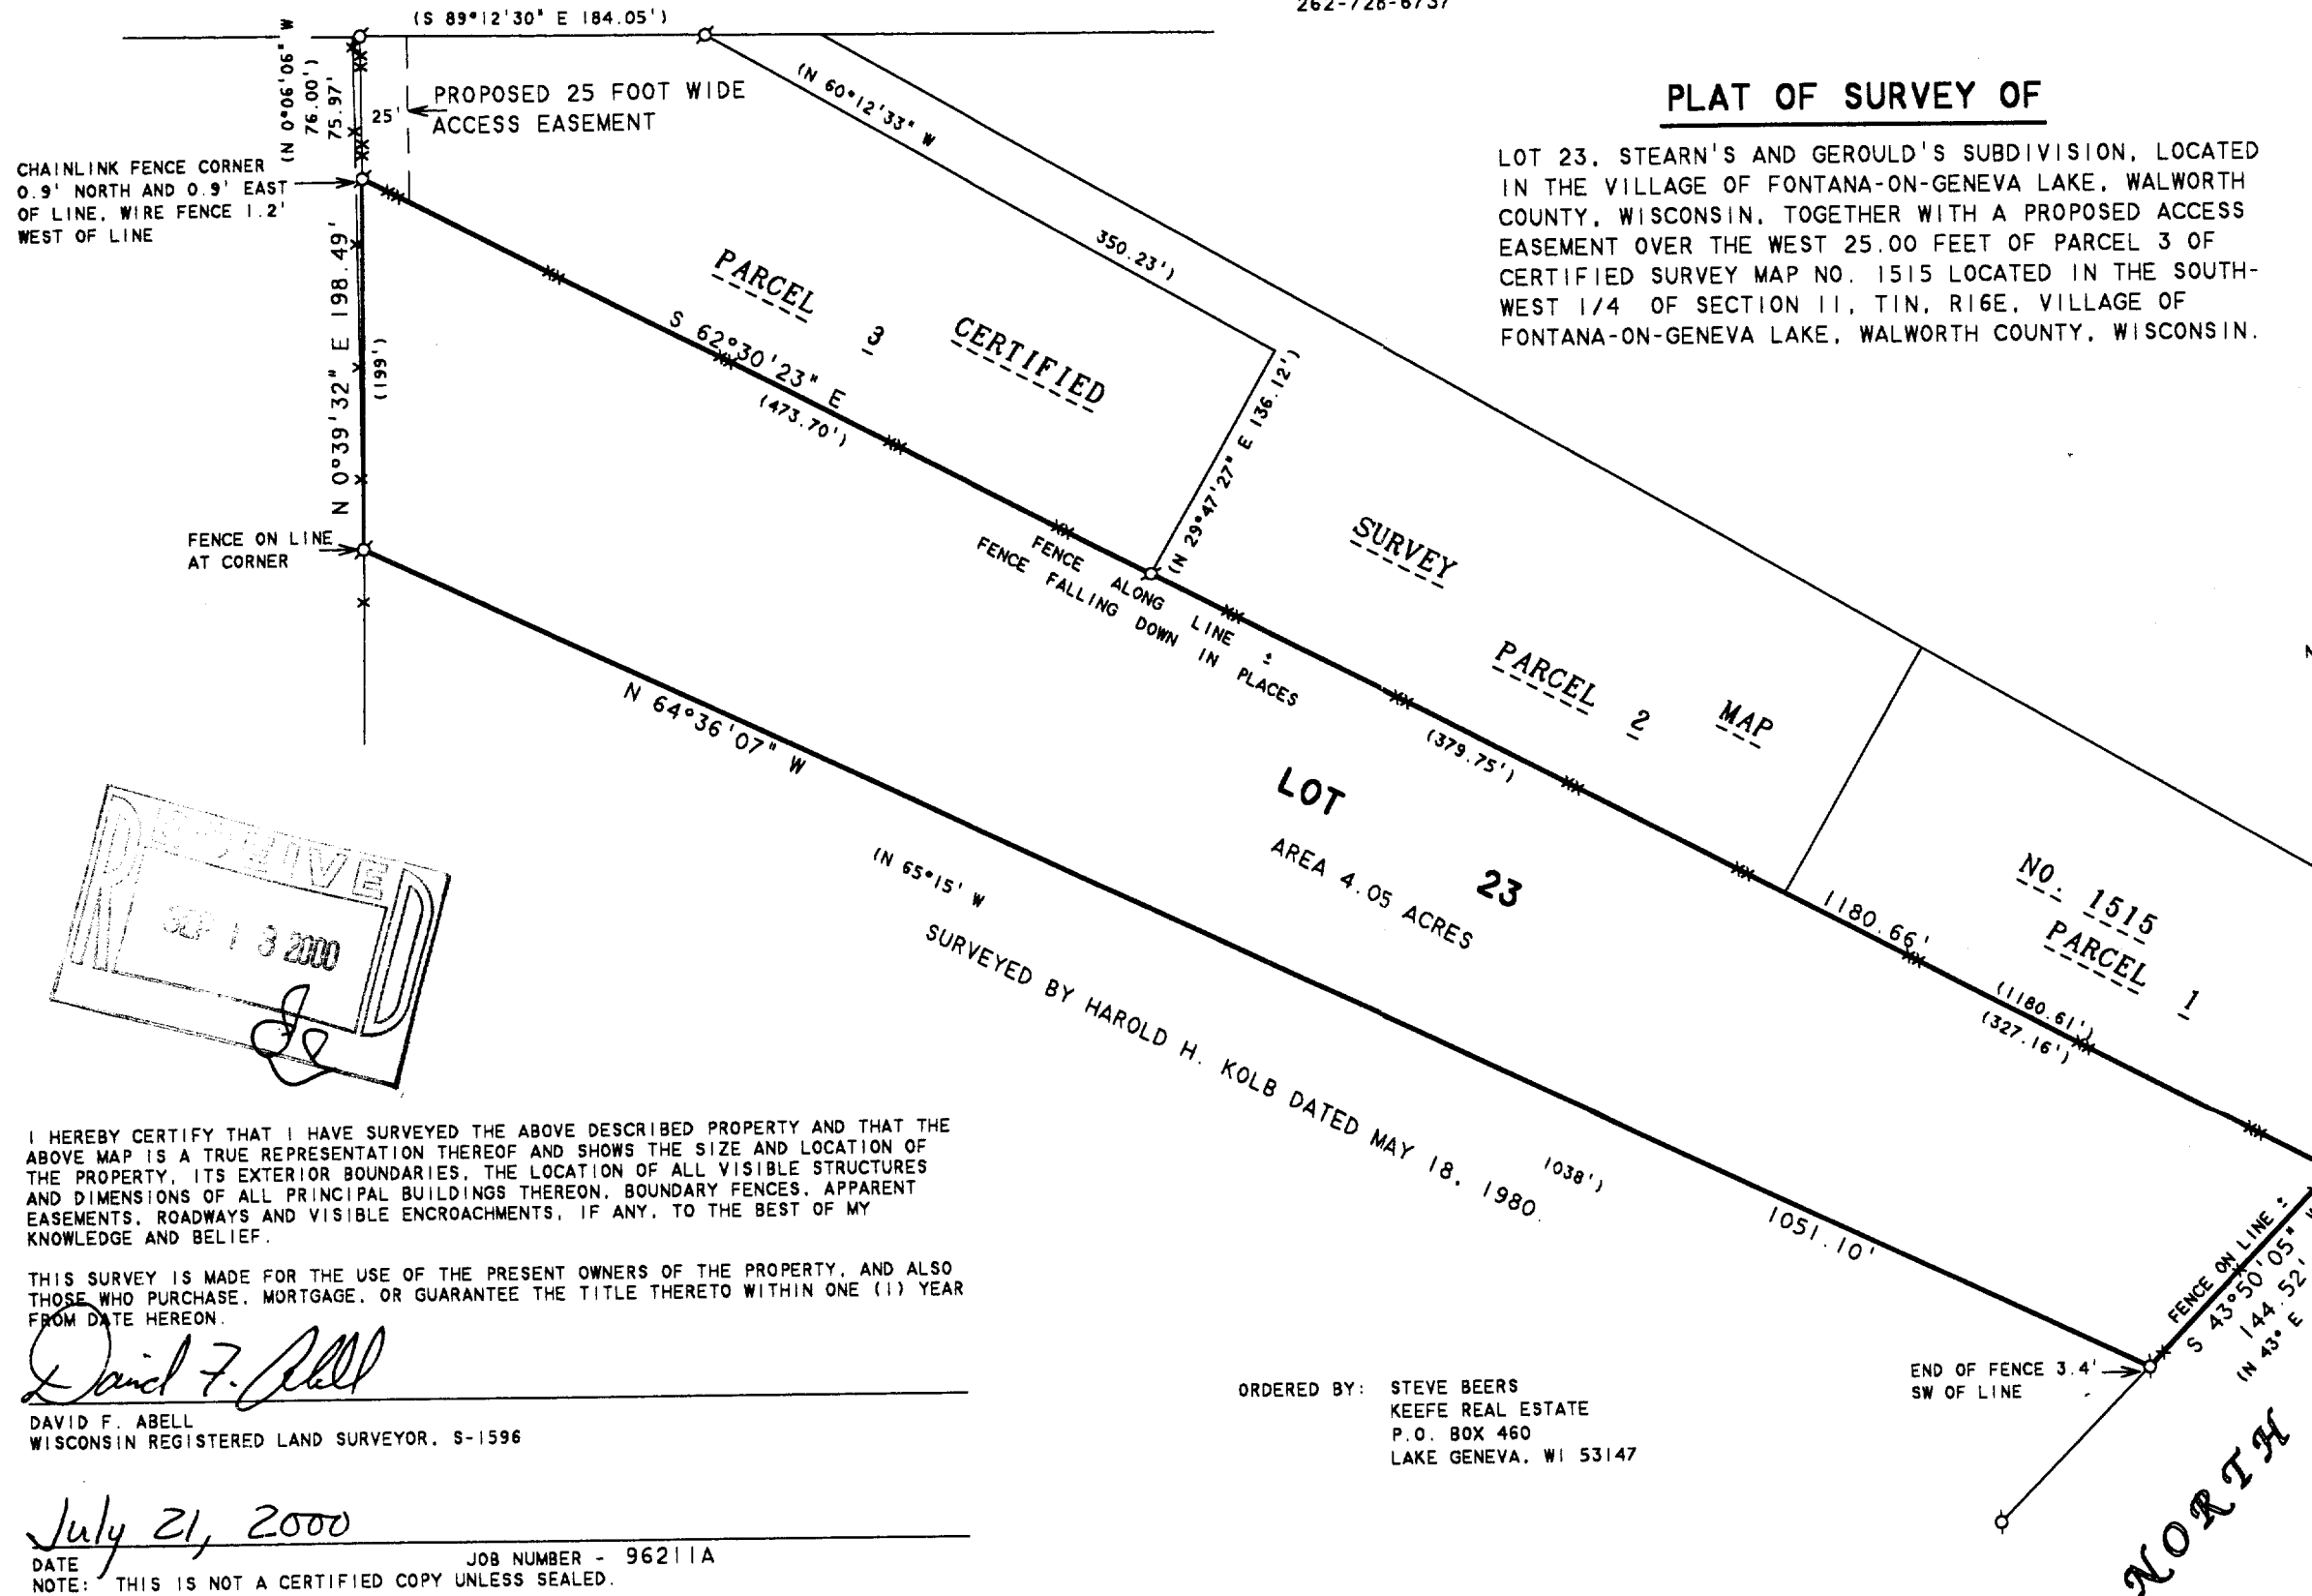 262-728-6737
(S 89°12'30" E 184.05')
(N 0°06'06" W
76.00')
75.97'
25'
PROPOSED 25 FOOT WIDE
ACCESS EASEMENT
(N 60°12'33" W
350.23')
PLAT OF SURVEY OF
LOT 23, STEARN'S AND GEROULD'S SUBDIVISION, LOCATED
IN THE VILLAGE OF FONTANA-ON-GENEVA LAKE, WALWORTH
COUNTY, WISCONSIN, TOGETHER WITH A PROPOSED ACCESS
EASEMENT OVER THE WEST 25.00 FEET OF PARCEL 3 OF
CERTIFIED SURVEY MAP NO. 1515 LOCATED IN THE SOUTH-
WEST 1/4 OF SECTION 11, T1N, R16E, VILLAGE OF
FONTANA-ON-GENEVA LAKE, WALWORTH COUNTY, WISCONSIN.
CHAINLINK FENCE CORNER
0.9' NORTH AND 0.9' EAST
OF LINE, WIRE FENCE 1.2'
WEST OF LINE
N 0°39'32" E 198.49'
(199')
PARCEL 3 CERTIFIED
S 62°30'23" E
(473.70')
(N 29°47'27" E 136.12')
FENCE ON LINE
AT CORNER
FENCE ALONG LINE ±
FENCE FALLING DOWN IN PLACES
SURVEY
PARCEL 2 MAP
(379.75')
N 64°36'07" W
LOT 23
AREA 4.05 ACRES
(N 65°15' W
1038')
SURVEYED BY HAROLD H. KOLB DATED MAY 18, 1980
1180.66'
(1180.61')
(327.16')
NO. 1515
PARCEL 1
1051.10'
FENCE ON LINE ±
S 43°50'05" W
144.52'
(N 43° E
END OF FENCE 3.4'
SW OF LINE
NORTH
RECEIVED
SEP 13 2000
I HEREBY CERTIFY THAT I HAVE SURVEYED THE ABOVE DESCRIBED PROPERTY AND THAT THE
ABOVE MAP IS A TRUE REPRESENTATION THEREOF AND SHOWS THE SIZE AND LOCATION OF
THE PROPERTY, ITS EXTERIOR BOUNDARIES, THE LOCATION OF ALL VISIBLE STRUCTURES
AND DIMENSIONS OF ALL PRINCIPAL BUILDINGS THEREON, BOUNDARY FENCES, APPARENT
EASEMENTS, ROADWAYS AND VISIBLE ENCROACHMENTS, IF ANY, TO THE BEST OF MY
KNOWLEDGE AND BELIEF.
THIS SURVEY IS MADE FOR THE USE OF THE PRESENT OWNERS OF THE PROPERTY, AND ALSO
THOSE WHO PURCHASE, MORTGAGE, OR GUARANTEE THE TITLE THERETO WITHIN ONE (1) YEAR
FROM DATE HEREON.
David F. Abell
DAVID F. ABELL
WISCONSIN REGISTERED LAND SURVEYOR, S-1596
July 21, 2000
DATE
JOB NUMBER - 96211A
NOTE: THIS IS NOT A CERTIFIED COPY UNLESS SEALED.
ORDERED BY: STEVE BEERS
KEEFE REAL ESTATE
P.O. BOX 460
LAKE GENEVA, WI 53147